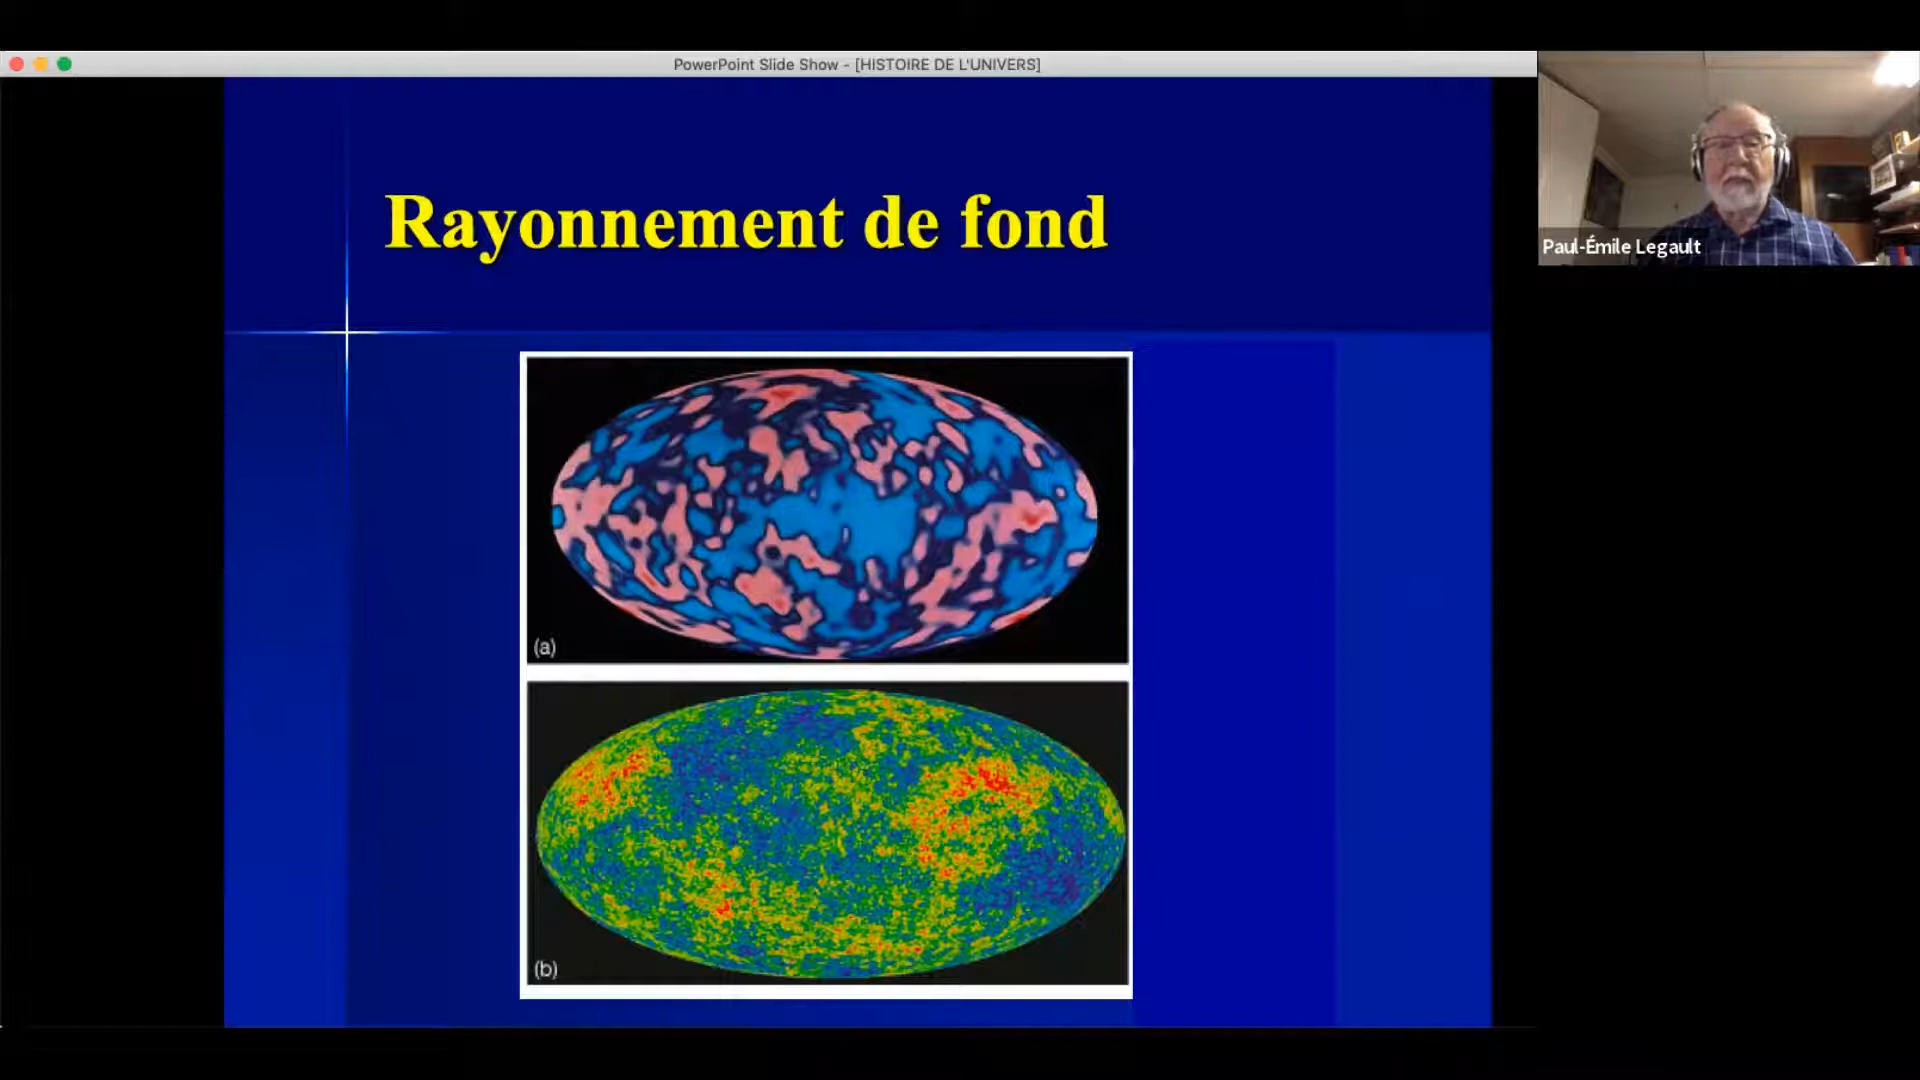 PowerPoint Slide Show - [HISTOIRE DE L'UNIVERS]
Rayonnement de fond
Paul-Émile Legault
(a)
(b)